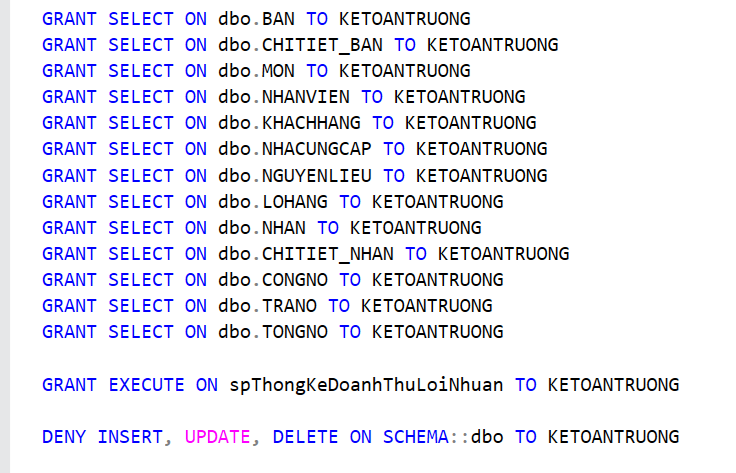 GRANT SELECT ON dbo.BAN TO KETOANTRUONG
GRANT SELECT ON dbo.CHITIET_BAN TO KETOANTRUONG
GRANT SELECT ON dbo.MON TO KETOANTRUONG
GRANT SELECT ON dbo.NHANVIEN TO KETOANTRUONG
GRANT SELECT ON dbo.KHACHHANG TO KETOANTRUONG
GRANT SELECT ON dbo.NHACUNGCAP TO KETOANTRUONG
GRANT SELECT ON dbo.NGUYENLIEU TO KETOANTRUONG
GRANT SELECT ON dbo.LOHANG TO KETOANTRUONG
GRANT SELECT ON dbo.NHAN TO KETOANTRUONG
GRANT SELECT ON dbo.CHITIET_NHAN TO KETOANTRUONG
GRANT SELECT ON dbo.CONGNO TO KETOANTRUONG
GRANT SELECT ON dbo.TRANO TO KETOANTRUONG
GRANT SELECT ON dbo.TONGNO TO KETOANTRUONG
GRANT EXECUTE ON spThongKeDoanhThuLoiNhuan TO KETOANTRUONG
DENY INSERT, UPDATE, DELETE ON SCHEMA::dbo TO KETOANTRUONG